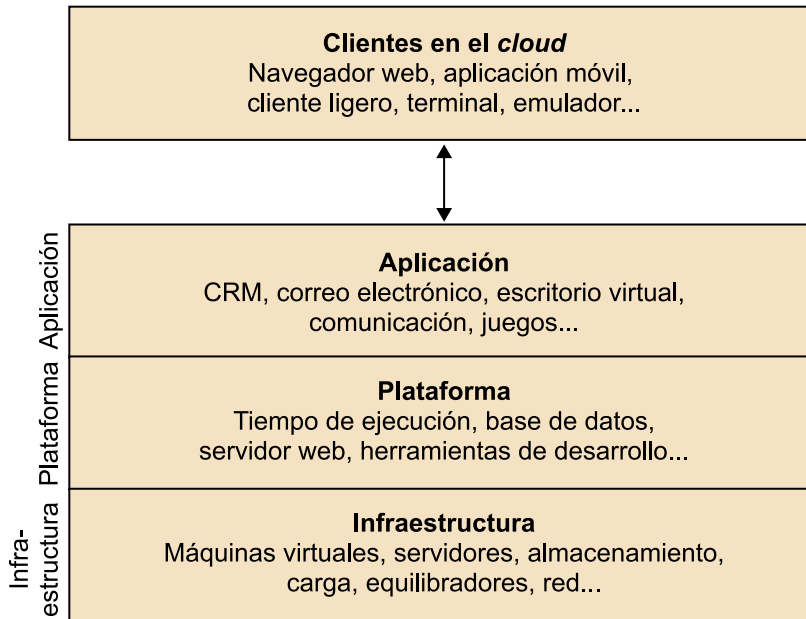 Clientes en el cloud
Navegador web, aplicación móvil,
cliente ligero, terminal, emulador...
Aplicación
Aplicación
CRM, correo electrónico, escritorio virtual,
comunicación, juegos...
Plataforma
Plataforma
Tiempo de ejecución, base de datos,
servidor web, herramientas de desarrollo...
Infra-
estructura
Infraestructura
Máquinas virtuales, servidores, almacenamiento,
carga, equilibradores, red...